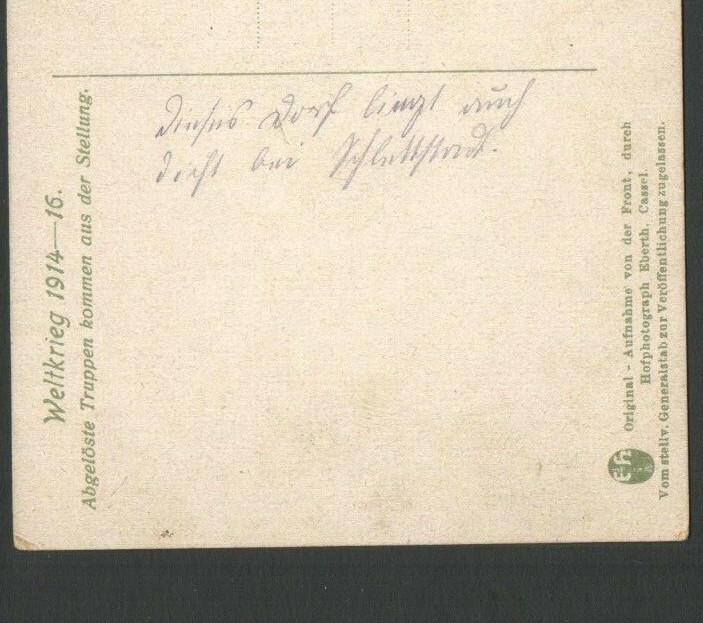 Dieses Dorf liegt auch
dicht bei Schlettstadt.
Weltkrieg 1914—16.
Abgelöste Truppen kommen aus der Stellung.
Original - Aufnahme von der Front, durch
Hofphotograph Eberth, Cassel.
Vom stellv. Generalstab zur Veröffentlichung zugelassen.